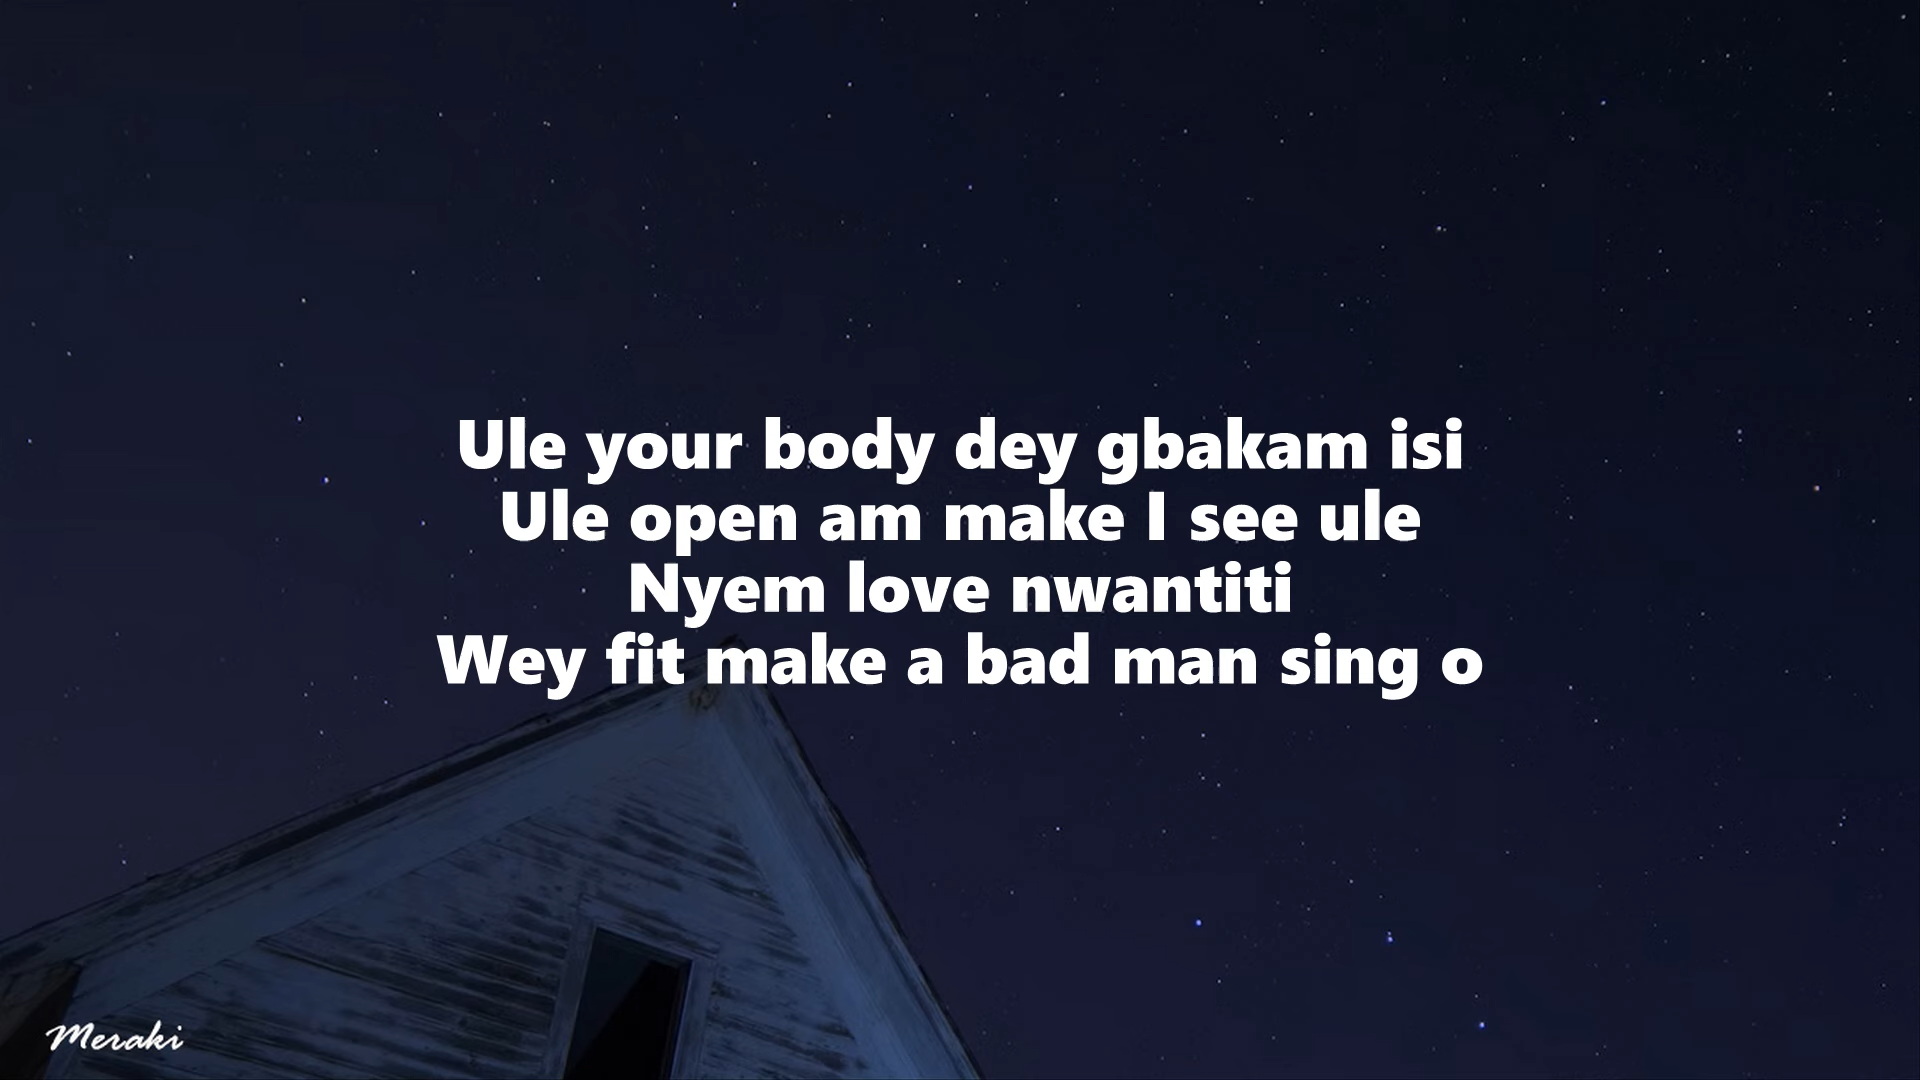 Ule your body dey gbakam isi
Ule open am make I see ule
Nyem love nwantiti
Wey fit make a bad man sing o
Meraki